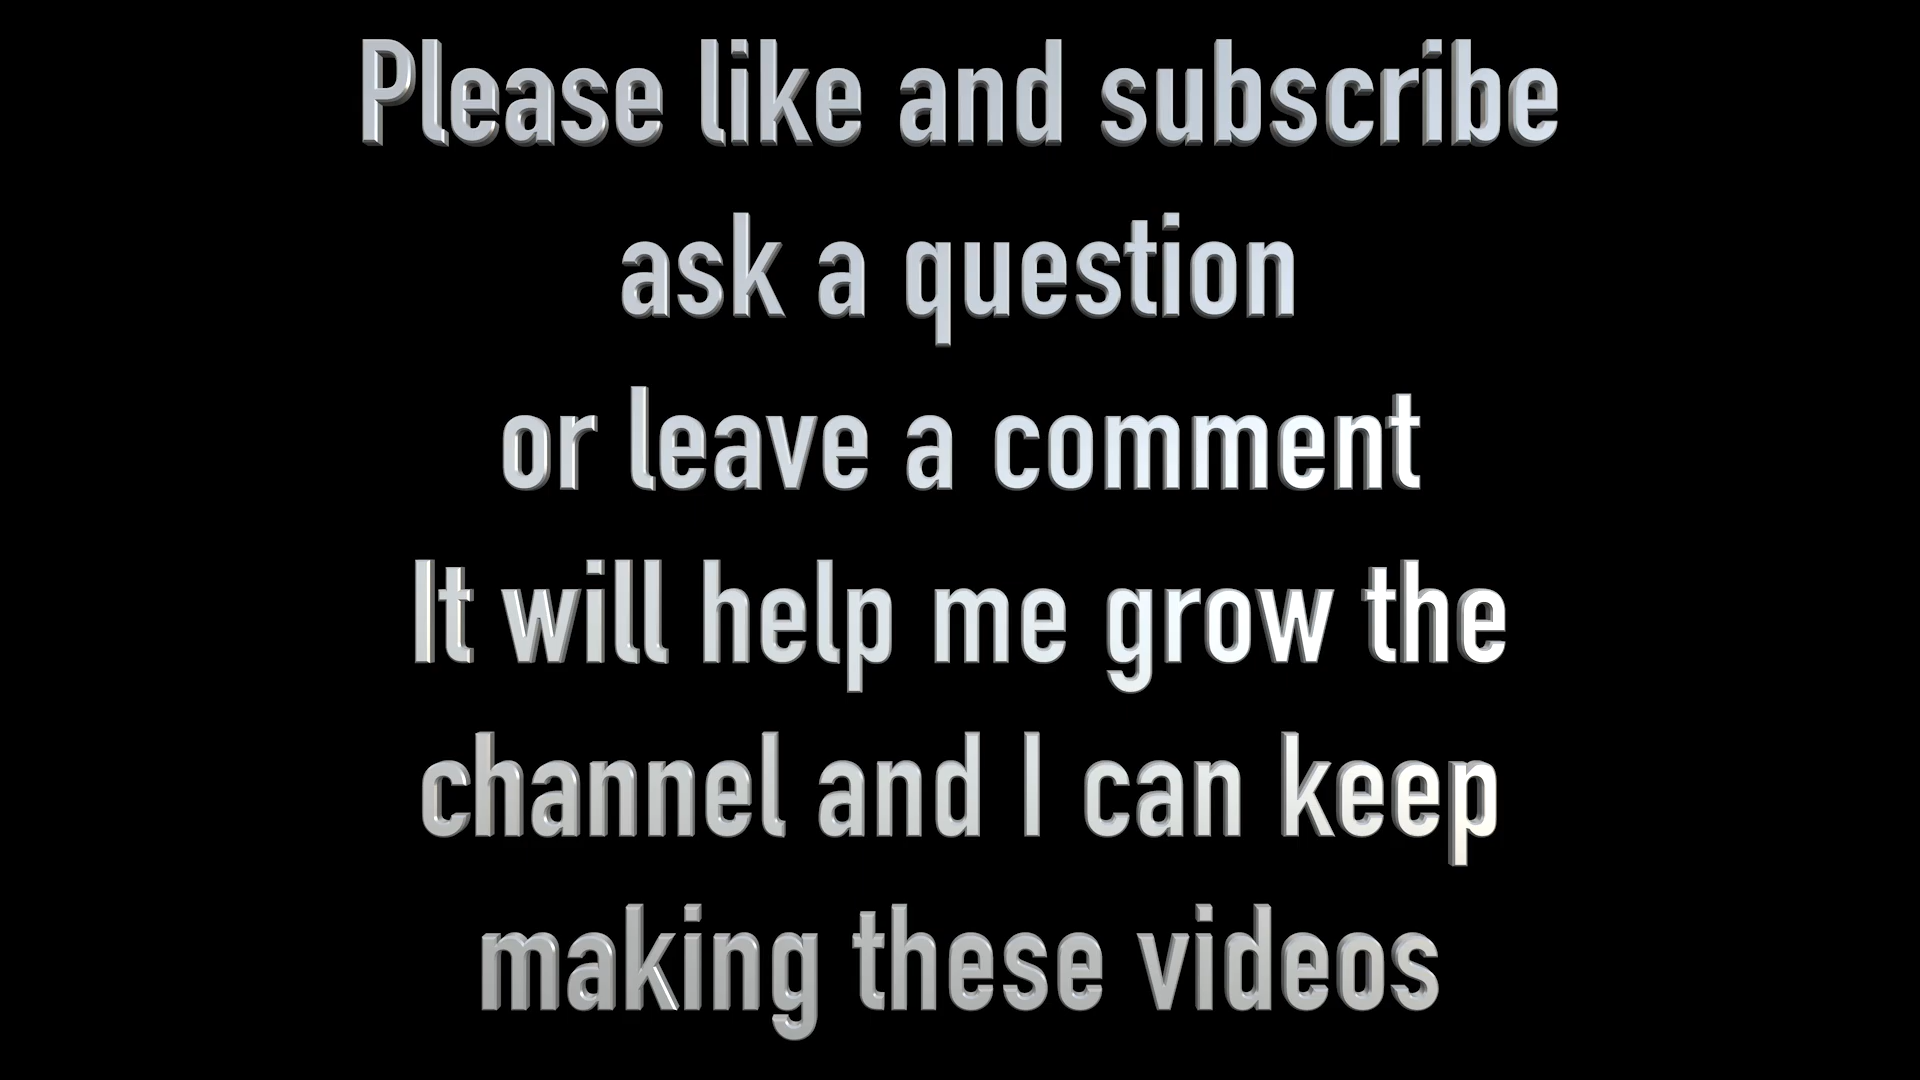 Please like and subscribe
ask a question
or leave a comment
It will help me grow the
channel and I can keep
making these videos